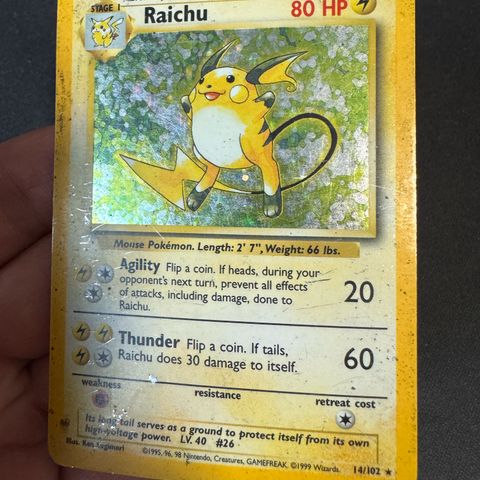 STAGE 1
Raichu
80 HP
Mouse Pokémon. Length: 2' 7", Weight: 66 lbs.
Agility Flip a coin. If heads, during your
opponent's next turn, prevent all effects
of attacks, including damage, done to
Raichu.
20
Thunder Flip a coin. If tails,
Raichu does 30 damage to itself.
60
weakness
resistance
retreat cost
Its long tail serves as a ground to protect itself from its own
high-voltage power. LV. 40 #26
Illus. Ken Sugimori
©1995, 96, 98 Nintendo, Creatures, GAMEFREAK. ©1999 Wizards. 14/102 ★